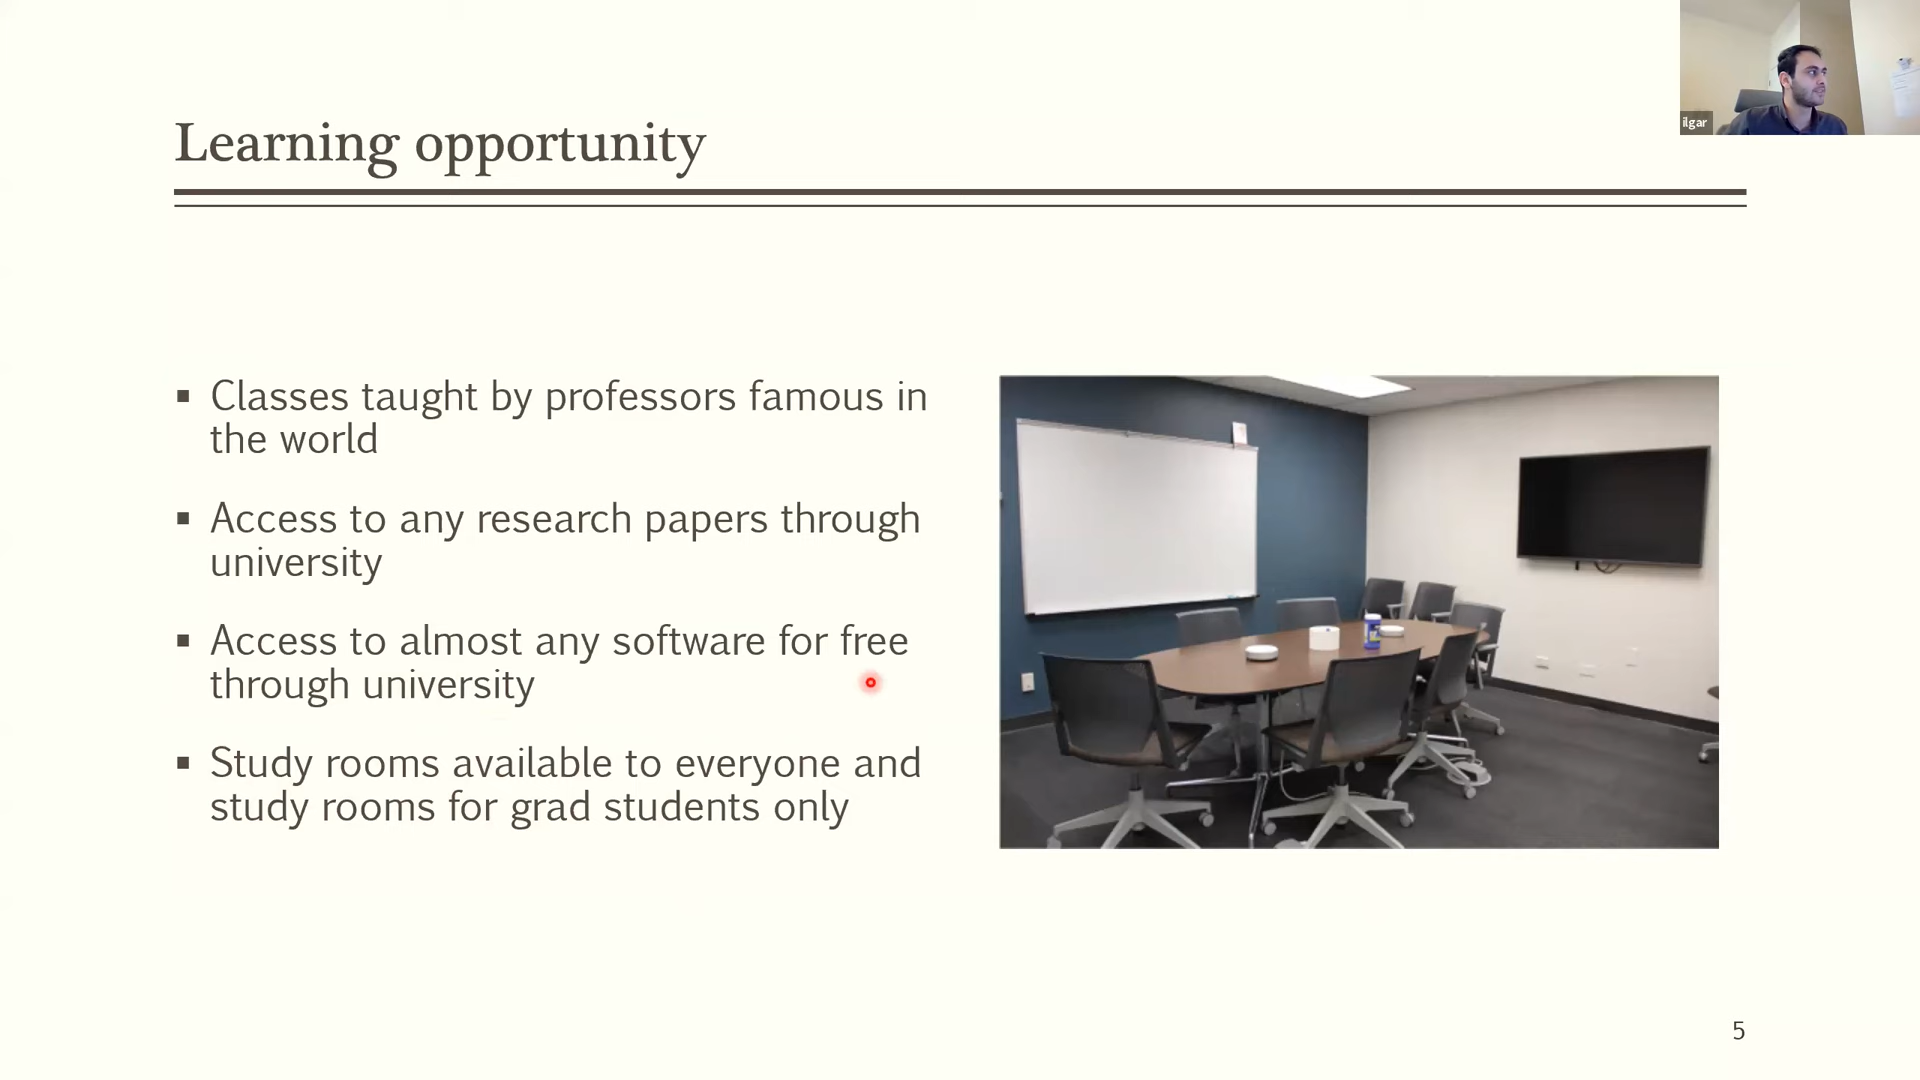 ilgar
Learning opportunity
▪ Classes taught by professors famous in
the world
▪ Access to any research papers through
university
▪ Access to almost any software for free
through university
▪ Study rooms available to everyone and
study rooms for grad students only
5